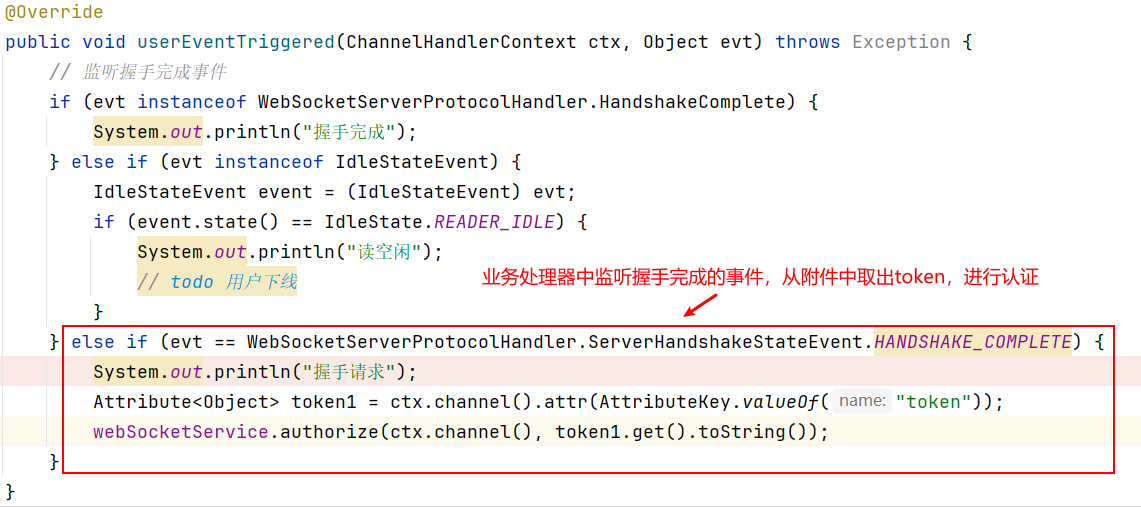 @Override
public void userEventTriggered(ChannelHandlerContext ctx, Object evt) throws Exception {
// 监听握手完成事件
if (evt instanceof WebSocketServerProtocolHandler.HandshakeComplete) {
System.out.println("握手完成");
} else if (evt instanceof IdleStateEvent) {
IdleStateEvent event = (IdleStateEvent) evt;
if (event.state() == IdleState.READER_IDLE) {
System.out.println("读空闲");
// todo 用户下线
业务处理器中监听握手完成的事件，从附件中取出token，进行认证
}
} else if (evt == WebSocketServerProtocolHandler.ServerHandshakeStateEvent.HANDSHAKE_COMPLETE) {
System.out.println("握手请求");
Attribute<Object> token1 = ctx.channel().attr(AttributeKey.valueOf( name: "token"));
webSocketService.authorize(ctx.channel(), token1.get().toString());
}
}